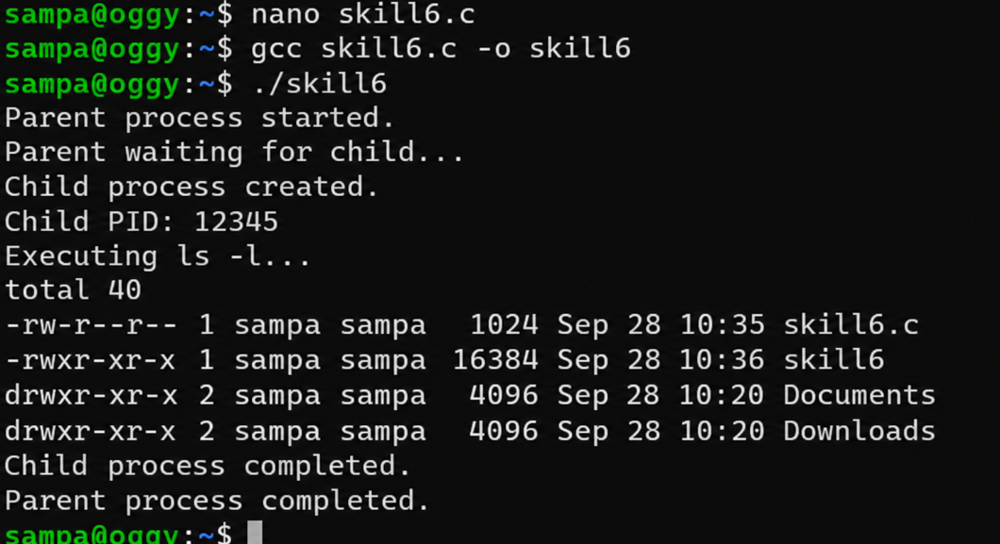 sampa@oggy:~$ nano skill6.c
sampa@oggy:~$ gcc skill6.c -o skill6
sampa@oggy:~$ ./skill6
Parent process started.
Parent waiting for child...
Child process created.
Child PID: 12345
Executing ls -l...
total 40
-rw-r--r-- 1 sampa sampa  1024 Sep 28 10:35 skill6.c
-rwxr-xr-x 1 sampa sampa 16384 Sep 28 10:36 skill6
drwxr-xr-x 2 sampa sampa  4096 Sep 28 10:20 Documents
drwxr-xr-x 2 sampa sampa  4096 Sep 28 10:20 Downloads
Child process completed.
Parent process completed.
sampa@oggy:~$